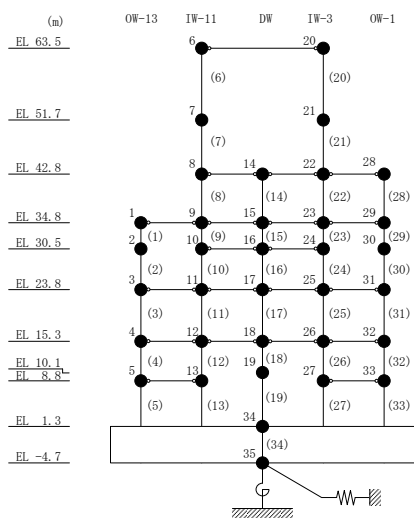 (m) OW-13 IW-11 DW IW-3 OW-1
EL 63.5 6 20
(6) (20)
EL 51.7 7 21
(7) (21)
EL 42.8 8 14 22 28
(8) (14) (22) (28)
EL 34.8 1 9 15 23 29
(1) (9) (15) (23) (29)
EL 30.5 2 10 16 24 30
(2) (10) (16) (24) (30)
EL 23.8 3 11 17 25 31
(3) (11) (17) (25) (31)
EL 15.3 4 12 18 26 32
(4) (12) (18) (26) (32)
EL 10.1 19
EL 8.8 5 13 27 33
(5) (13) (19) (27) (33)
EL 1.3 34
(34)
EL -4.7 35